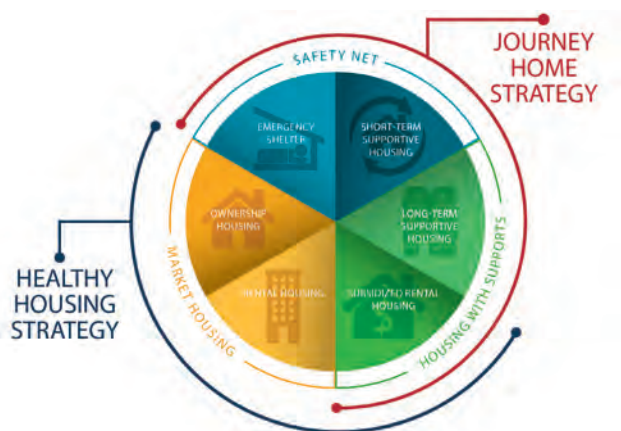 JOURNEY
HOME
STRATEGY
SAFETY NET
EMERGENCY
SHELTER
SHORT-TERM
SUPPORTIVE
HOUSING
OWNERSHIP
HOUSING
LONG-TERM
SUPPORTIVE
HOUSING
RENTAL HOUSING
SUBSIDIZED RENTAL
HOUSING
MARKET HOUSING
HOUSING WITH SUPPORTS
HEALTHY
HOUSING
STRATEGY